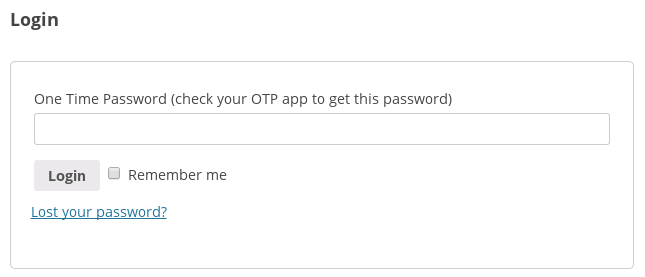 Login
One Time Password (check your OTP app to get this password)
Login Remember me
Lost your password?